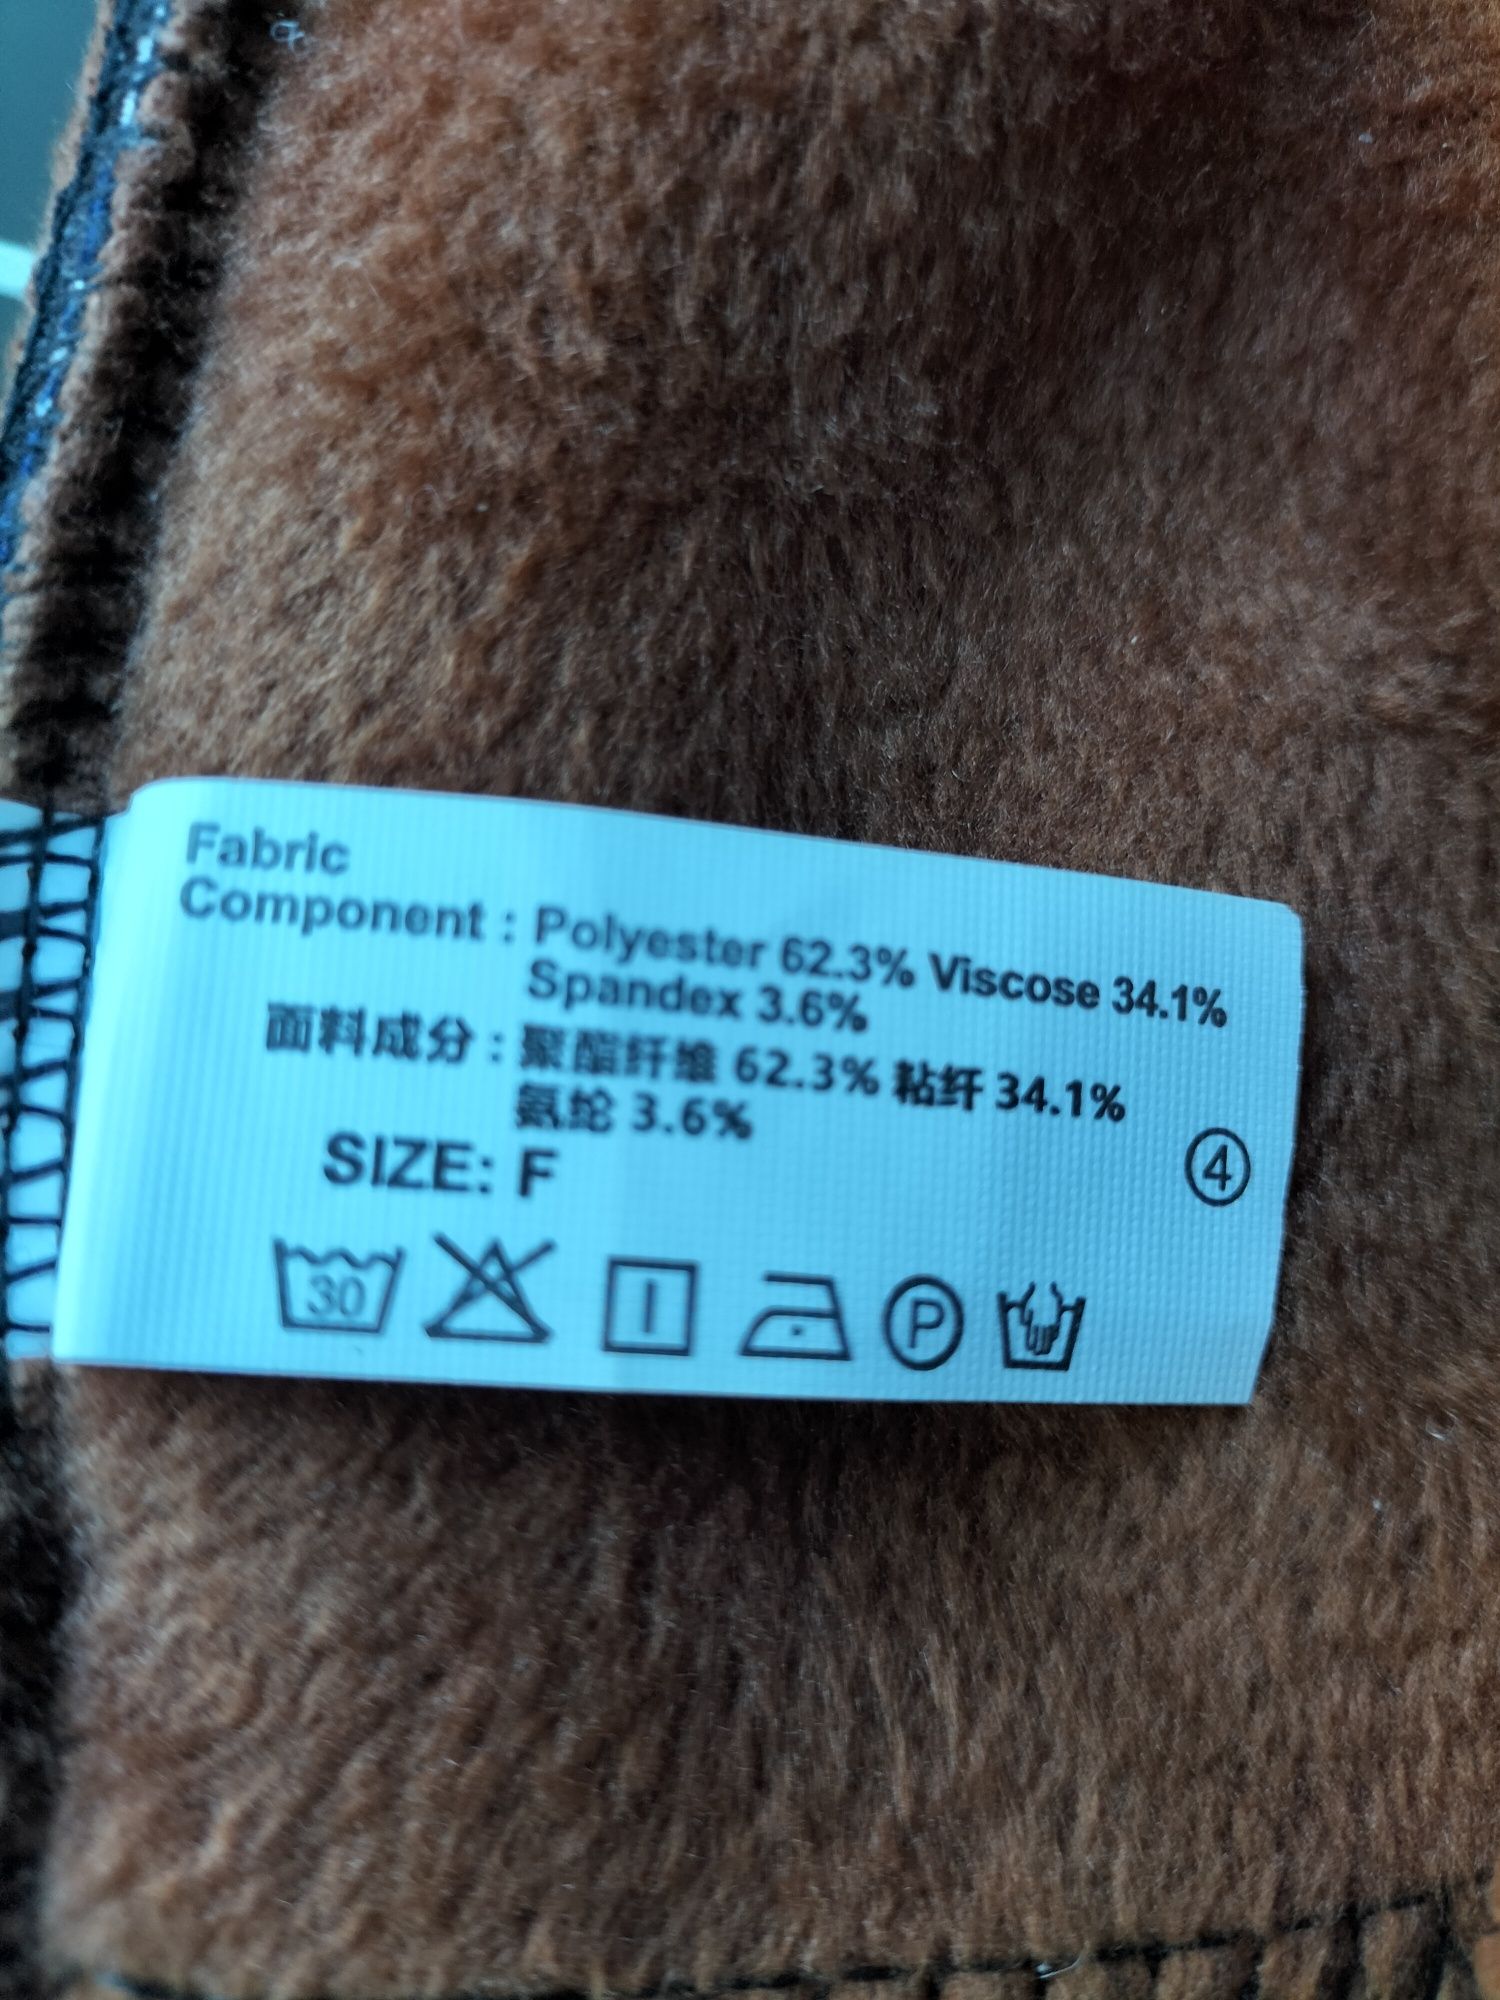 Fabric
Component : Polyester 62.3% Viscose 34.1%
Spandex 3.6%
面料成分 : 聚酯纤维 62.3% 粘纤 34.1%
氨纶 3.6%
SIZE: F
④
30
P